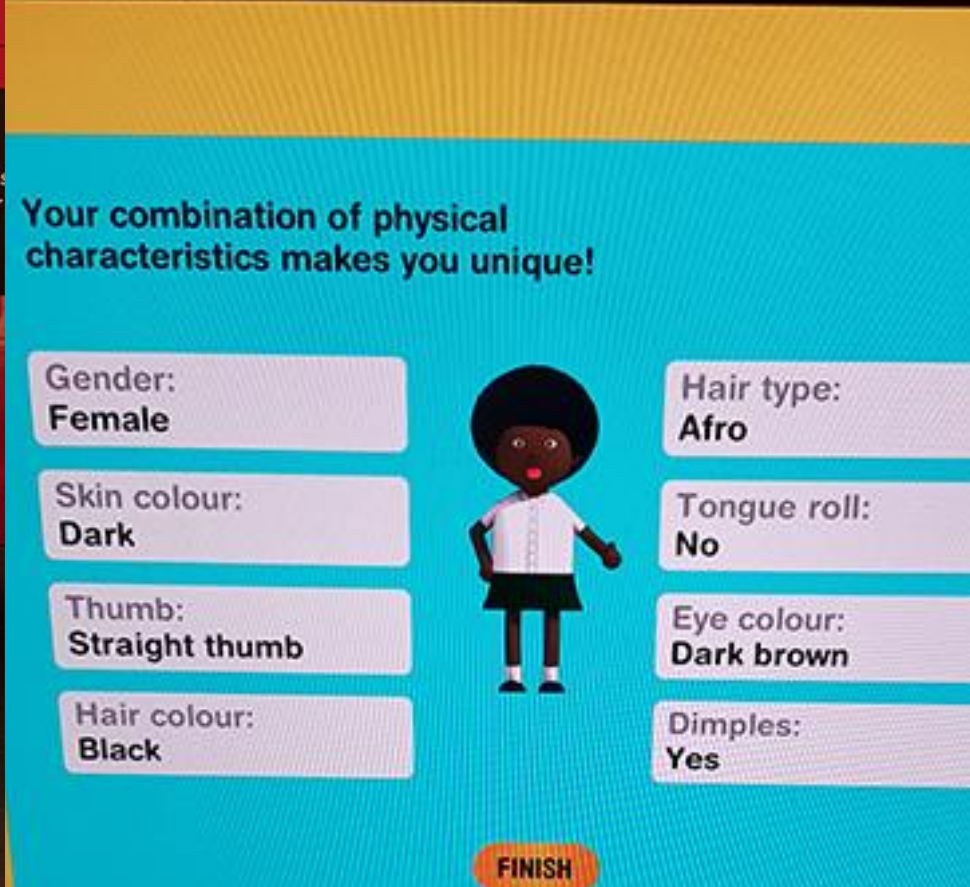 Your combination of physical
characteristics makes you unique!
Gender:
Female
Skin colour:
Dark
Thumb:
Straight thumb
Hair colour:
Black
Hair type:
Afro
Tongue roll:
No
Eye colour:
Dark brown
Dimples:
Yes
FINISH